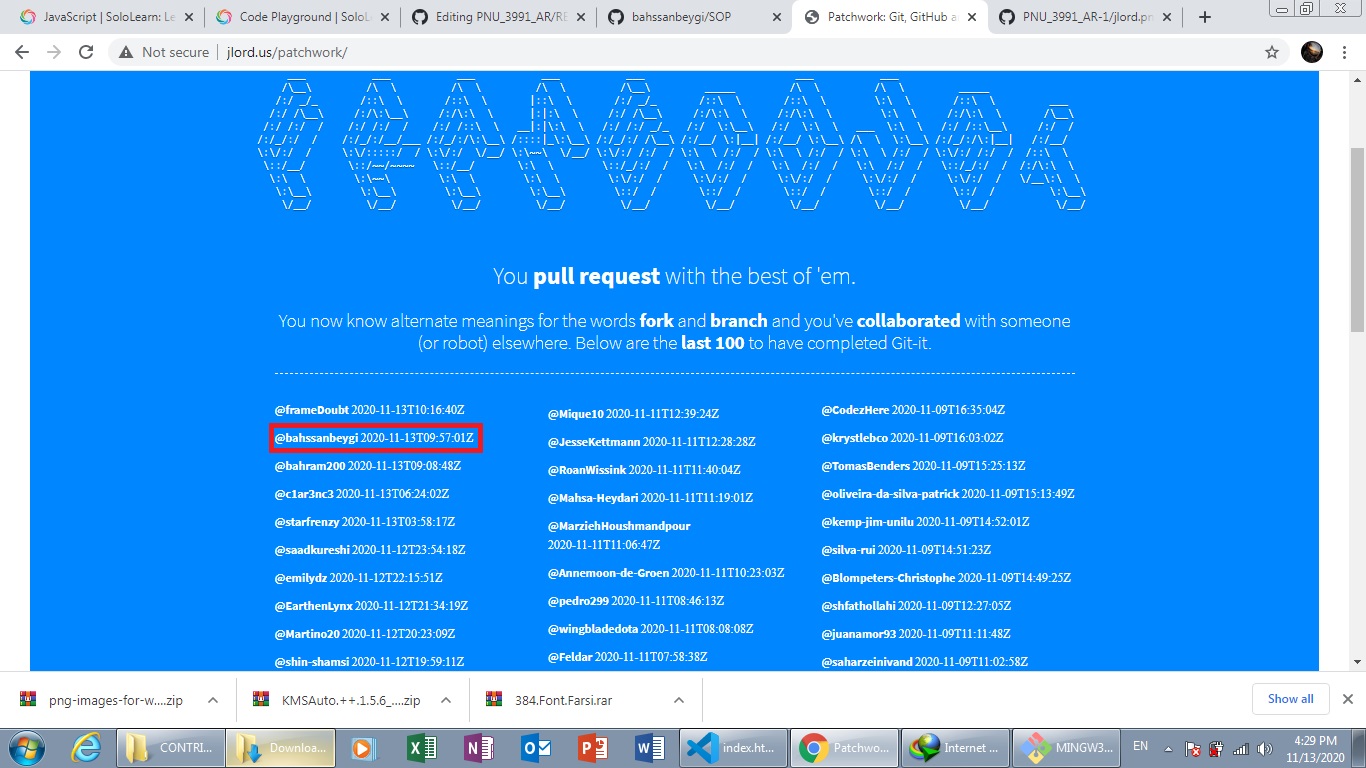 JavaScript | SoloLearn: Le
Code Playground | SoloL
Editing PNU_3991_AR/RE
bahssanbeygi/SOP
Patchwork: Git, GitHub a
PNU_3991_AR-1/jlord.pn
Not secure
jlord.us/patchwork/
You pull request with the best of 'em.
You now know alternate meanings for the words fork and branch and you've collaborated with someone
(or robot) elsewhere. Below are the last 100 to have completed Git-it.
@frameDoubt 2020-11-13T10:16:40Z
@bahssanbeygi 2020-11-13T09:57:01Z
@bahram200 2020-11-13T09:08:48Z
@c1ar3nc3 2020-11-13T06:24:02Z
@starfrenzy 2020-11-13T03:58:17Z
@saadkureshi 2020-11-12T23:54:18Z
@emilydz 2020-11-12T22:15:51Z
@EarthenLynx 2020-11-12T21:34:19Z
@Martino20 2020-11-12T20:23:09Z
@shin-shamsi 2020-11-12T19:59:11Z
@Mique10 2020-11-11T12:39:24Z
@JesseKettmann 2020-11-11T12:28:28Z
@RoanWissink 2020-11-11T11:40:04Z
@Mahsa-Heydari 2020-11-11T11:19:01Z
@MarziehHoushmandpour
2020-11-11T11:06:47Z
@Annemoon-de-Groen 2020-11-11T10:23:03Z
@pedro299 2020-11-11T08:46:13Z
@wingbladedota 2020-11-11T08:08:08Z
@Feldar 2020-11-11T07:58:38Z
@CodezHere 2020-11-09T16:35:04Z
@krystlebco 2020-11-09T16:03:02Z
@TomasBenders 2020-11-09T15:25:13Z
@oliveira-da-silva-patrick 2020-11-09T15:13:49Z
@kemp-jim-unilu 2020-11-09T14:52:01Z
@silva-rui 2020-11-09T14:51:23Z
@Blompeters-Christophe 2020-11-09T14:49:25Z
@shfathollahi 2020-11-09T12:27:05Z
@juanamor93 2020-11-09T11:11:48Z
@saharzeinivand 2020-11-09T11:02:58Z
png-images-for-w....zip
KMSAuto.++.1.5.6_....zip
384.Font.Farsi.rar
Show all
CONTRI...
Downloa...
index.ht...
Patchwo...
Internet ...
MINGW3...
EN
4:29 PM
11/13/2020